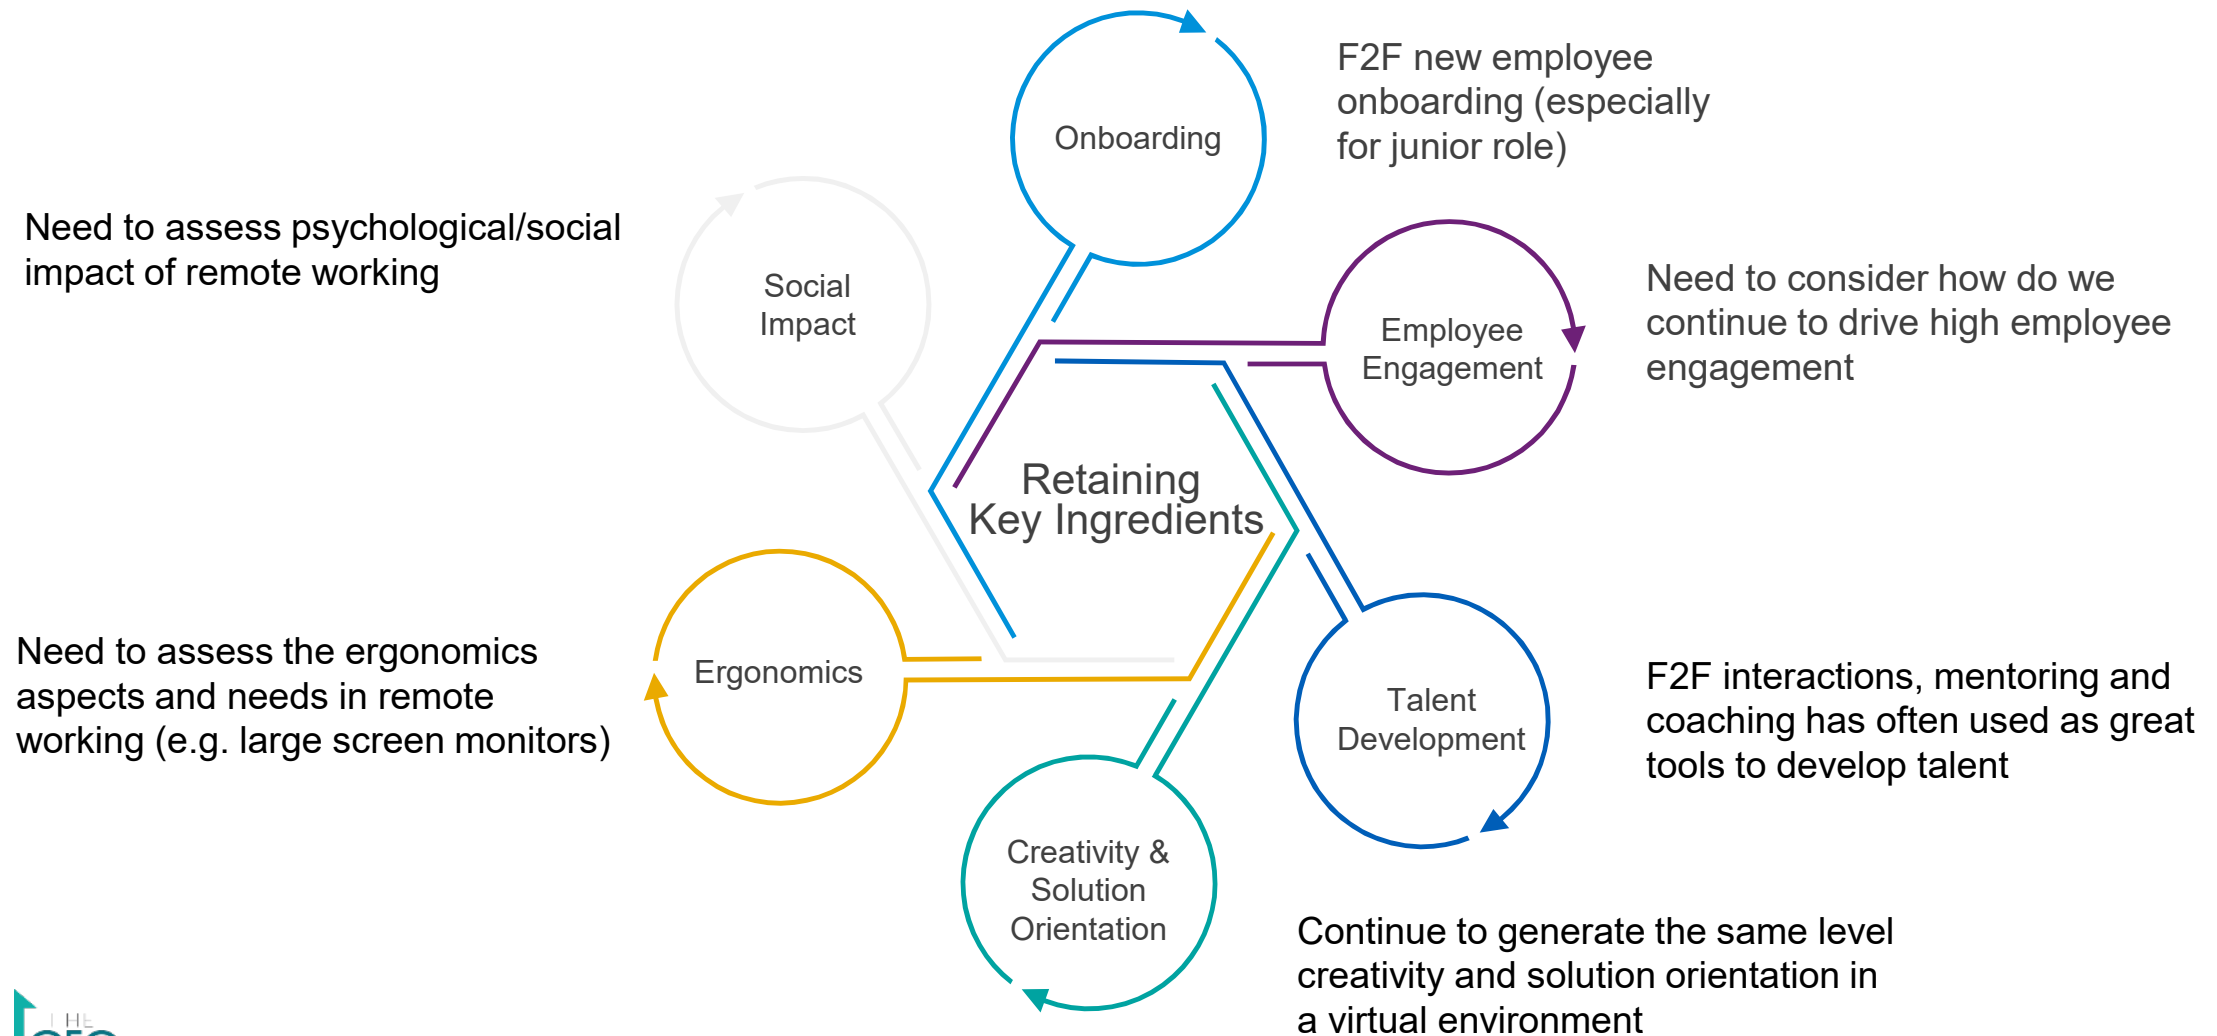 Onboarding
F2F new employee
onboarding (especially
for junior role)
Need to assess psychological/social
impact of remote working
Social
Impact
Employee
Engagement
Need to consider how do we
continue to drive high employee
engagement
Retaining
Key Ingredients
Need to assess the ergonomics
aspects and needs in remote
working (e.g. large screen monitors)
Ergonomics
Talent
Development
F2F interactions, mentoring and
coaching has often used as great
tools to develop talent
Creativity &
Solution
Orientation
Continue to generate the same level
creativity and solution orientation in
a virtual environment
THE